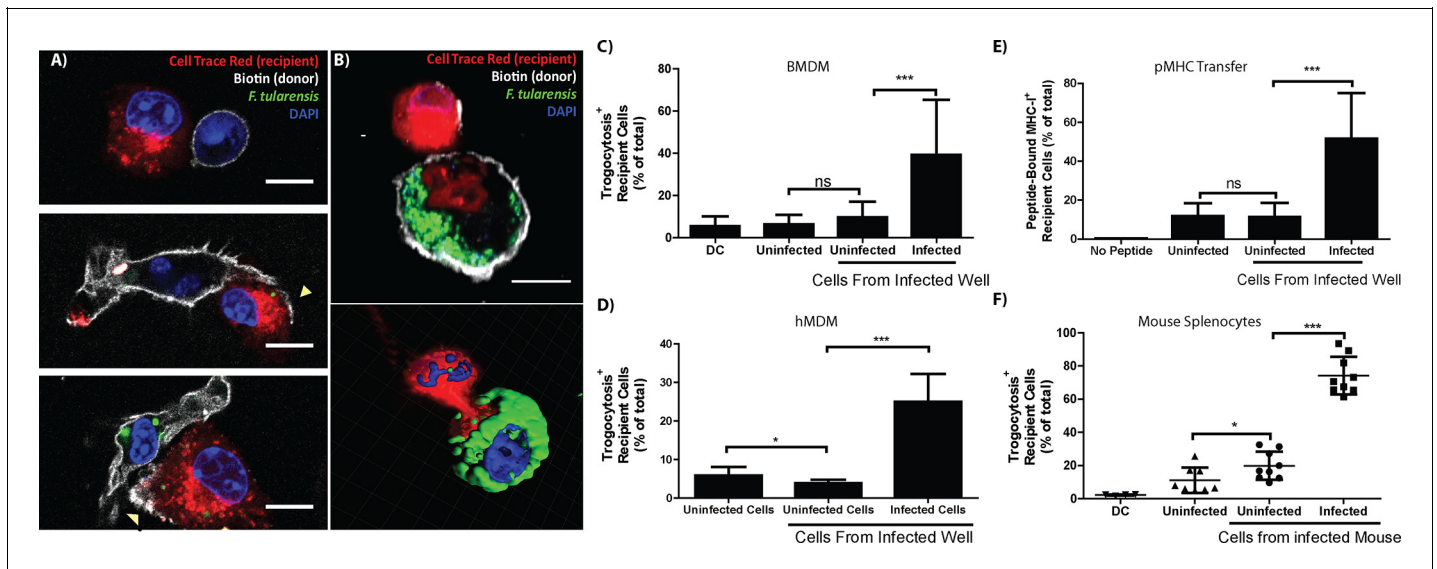 A)
Cell Trace Red (recipient)
Biotin (donor)
F. tularensis
DAPI
B)
Cell Trace Red (recipient)
Biotin (donor)
F. tularensis
DAPI
C)
BMDM
Trogocytosis+
Recipient Cells
(% of total)
80
60
40
20
0
ns
***
DC
Uninfected
Uninfected
Infected
Cells From Infected Well
D)
hMDM
Trogocytosis+
Recipient Cells
(% of total)
40
30
20
10
0
*
***
Uninfected Cells
Uninfected Cells
Infected Cells
Cells From Infected Well
E)
pMHC Transfer
Peptide-Bound MHC-I+
Recipient Cells (% of total)
80
60
40
20
0
ns
***
No Peptide
Uninfected
Uninfected
Infected
Cells From Infected Well
F)
Mouse Splenocytes
Trogocytosis+
Recipient Cells
(% of total)
100
80
60
40
20
0
*
***
DC
Uninfected
Uninfected
Infected
Cells from infected Mouse